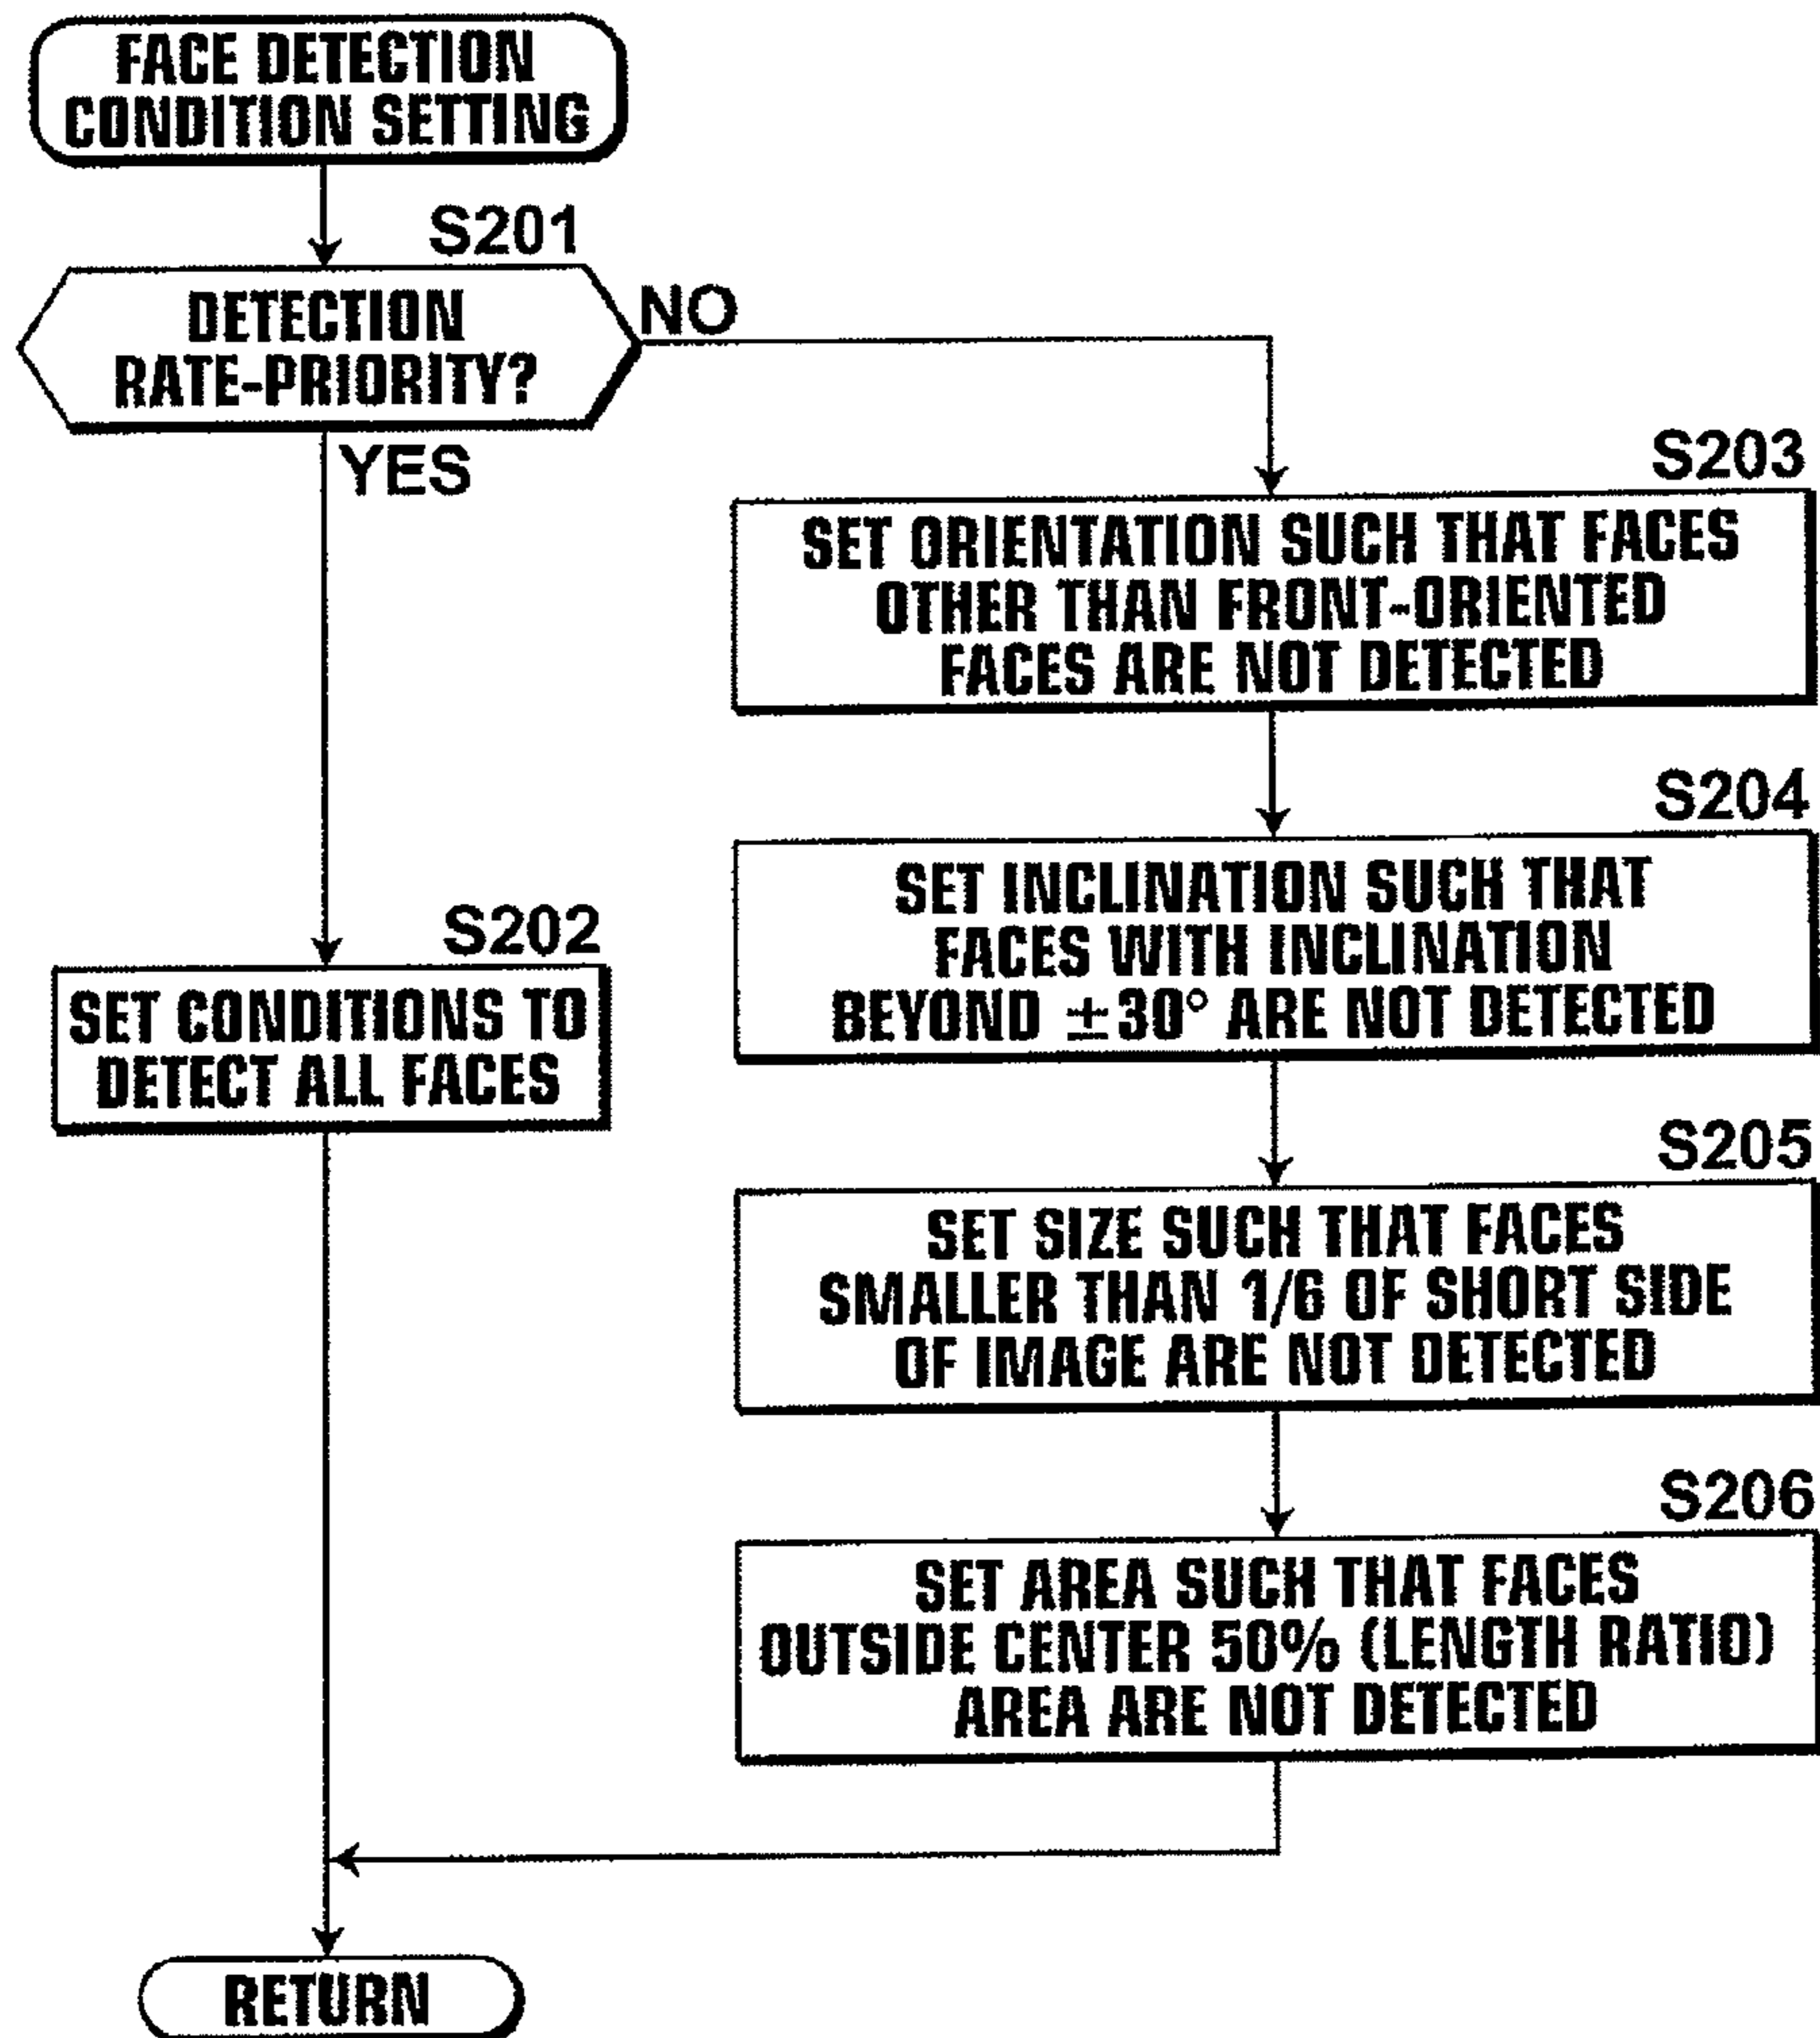 FACE DETECTION
CONDITION SETTING
S201
DETECTION
RATE-PRIORITY?
NO
YES
S203
SET ORIENTATION SUCH THAT FACES
OTHER THAN FRONT-ORIENTED
FACES ARE NOT DETECTED
S204
SET INCLINATION SUCH THAT
FACES WITH INCLINATION
BEYOND ±30° ARE NOT DETECTED
S202
SET CONDITIONS TO
DETECT ALL FACES
S205
SET SIZE SUCH THAT FACES
SMALLER THAN 1/6 OF SHORT SIDE
OF IMAGE ARE NOT DETECTED
S206
SET AREA SUCH THAT FACES
OUTSIDE CENTER 50% (LENGTH RATIO)
AREA ARE NOT DETECTED
RETURN